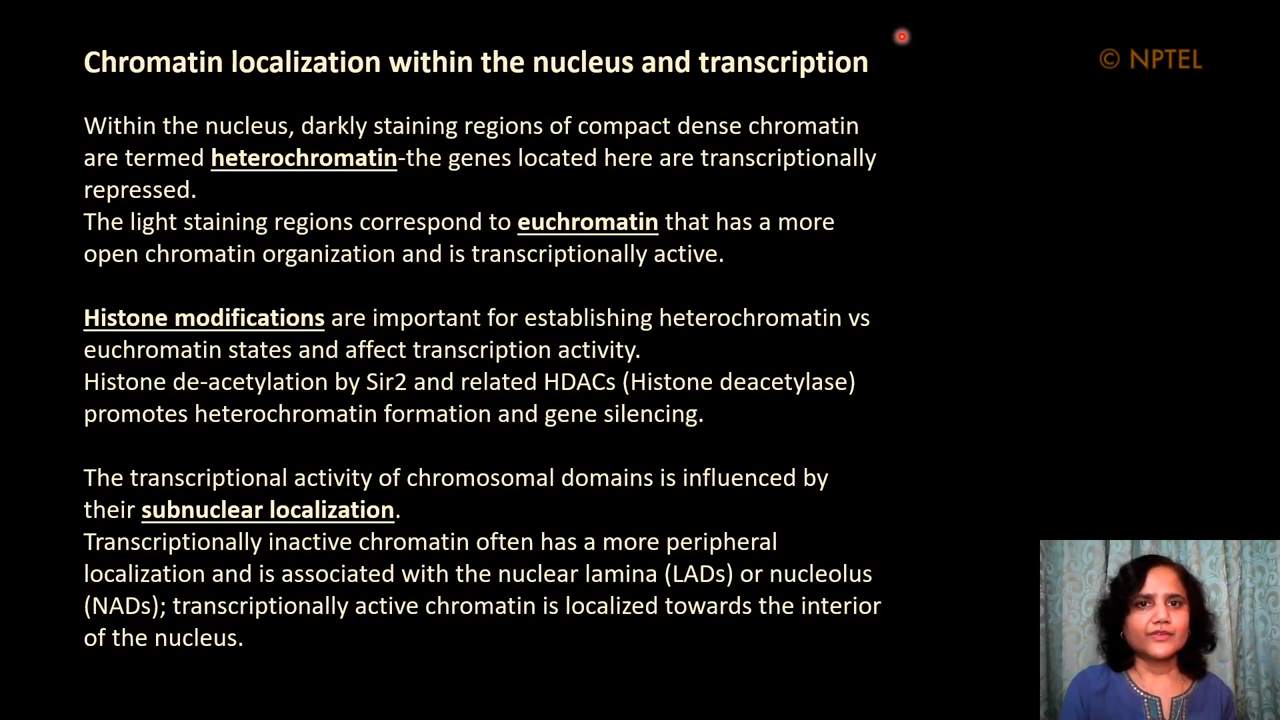 Chromatin localization within the nucleus and transcription
© NPTEL
Within the nucleus, darkly staining regions of compact dense chromatin
are termed heterochromatin-the genes located here are transcriptionally
repressed.
The light staining regions correspond to euchromatin that has a more
open chromatin organization and is transcriptionally active.
Histone modifications are important for establishing heterochromatin vs
euchromatin states and affect transcription activity.
Histone de-acetylation by Sir2 and related HDACs (Histone deacetylase)
promotes heterochromatin formation and gene silencing.
The transcriptional activity of chromosomal domains is influenced by
their subnuclear localization.
Transcriptionally inactive chromatin often has a more peripheral
localization and is associated with the nuclear lamina (LADs) or nucleolus
(NADs); transcriptionally active chromatin is localized towards the interior
of the nucleus.